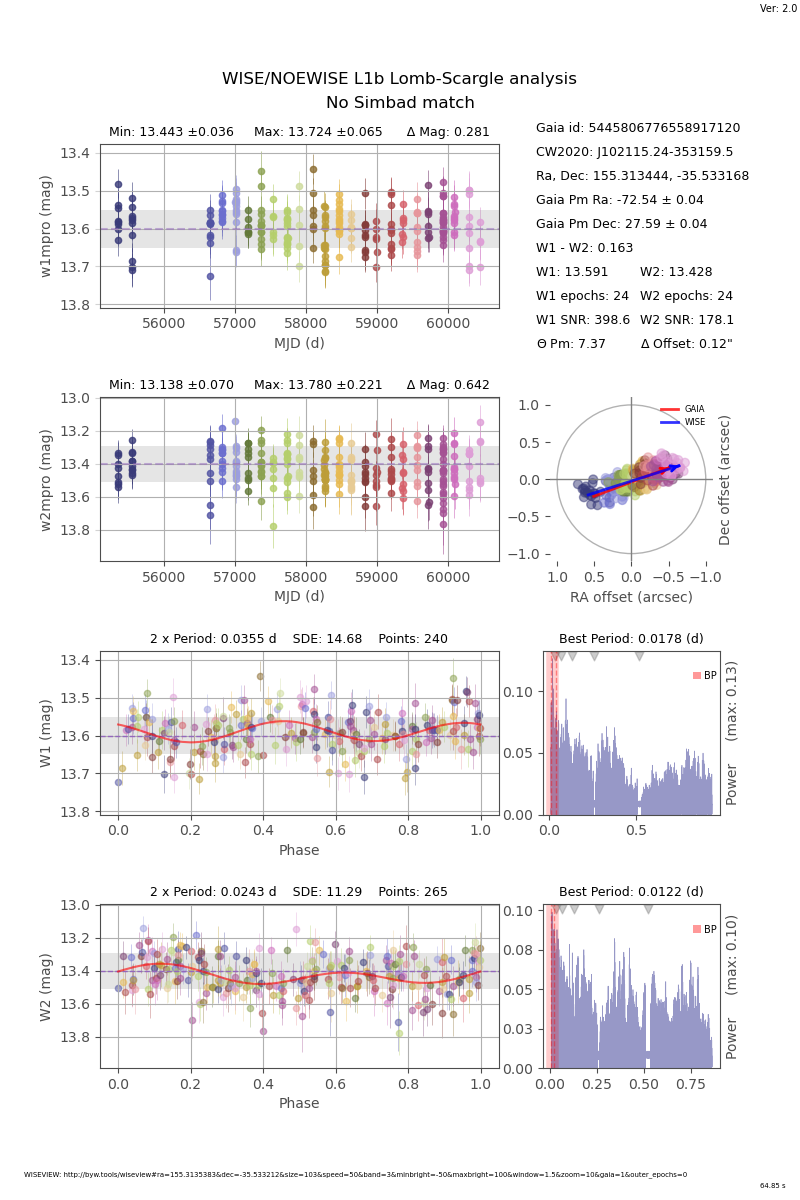 Ver: 2.0
WISE/NOEWISE L1b Lomb-Scargle analysis
No Simbad match
Min: 13.443 ±0.036 Max: 13.724 ±0.065 Δ Mag: 0.281
13.4
13.5
13.6
13.7
13.8
w1mpro (mag)
56000 57000 58000 59000 60000
MJD (d)
Gaia id: 5445806776558917120
CW2020: J102115.24-353159.5
Ra, Dec: 155.313444, -35.533168
Gaia Pm Ra: -72.54 ± 0.04
Gaia Pm Dec: 27.59 ± 0.04
W1 - W2: 0.163
W1: 13.591 W2: 13.428
W1 epochs: 24 W2 epochs: 24
W1 SNR: 398.6 W2 SNR: 178.1
Θ Pm: 7.37 Δ Offset: 0.12"
Min: 13.138 ±0.070 Max: 13.780 ±0.221 Δ Mag: 0.642
13.0
13.2
13.4
13.6
13.8
w2mpro (mag)
56000 57000 58000 59000 60000
MJD (d)
GAIA
WISE
1.0
0.5
0.0
−0.5
−1.0
Dec offset (arcsec)
1.0 0.5 0.0 −0.5 −1.0
RA offset (arcsec)
2 x Period: 0.0355 d SDE: 14.68 Points: 240
13.4
13.5
13.6
13.7
13.8
W1 (mag)
0.0 0.2 0.4 0.6 0.8 1.0
Phase
Best Period: 0.0178 (d)
BP
0.10
0.05
0.00
Power (max: 0.13)
0.0 0.5
2 x Period: 0.0243 d SDE: 11.29 Points: 265
13.0
13.2
13.4
13.6
13.8
W2 (mag)
0.0 0.2 0.4 0.6 0.8 1.0
Phase
Best Period: 0.0122 (d)
BP
0.10
0.08
0.05
0.03
0.00
Power (max: 0.10)
0.00 0.25 0.50 0.75
WISEVIEW: http://byw.tools/wiseview#ra=155.3135383&dec=-35.533212&size=103&speed=50&band=3&minbright=-50&maxbright=100&window=1.5&zoom=10&gaia=1&outer_epochs=0
64.85 s